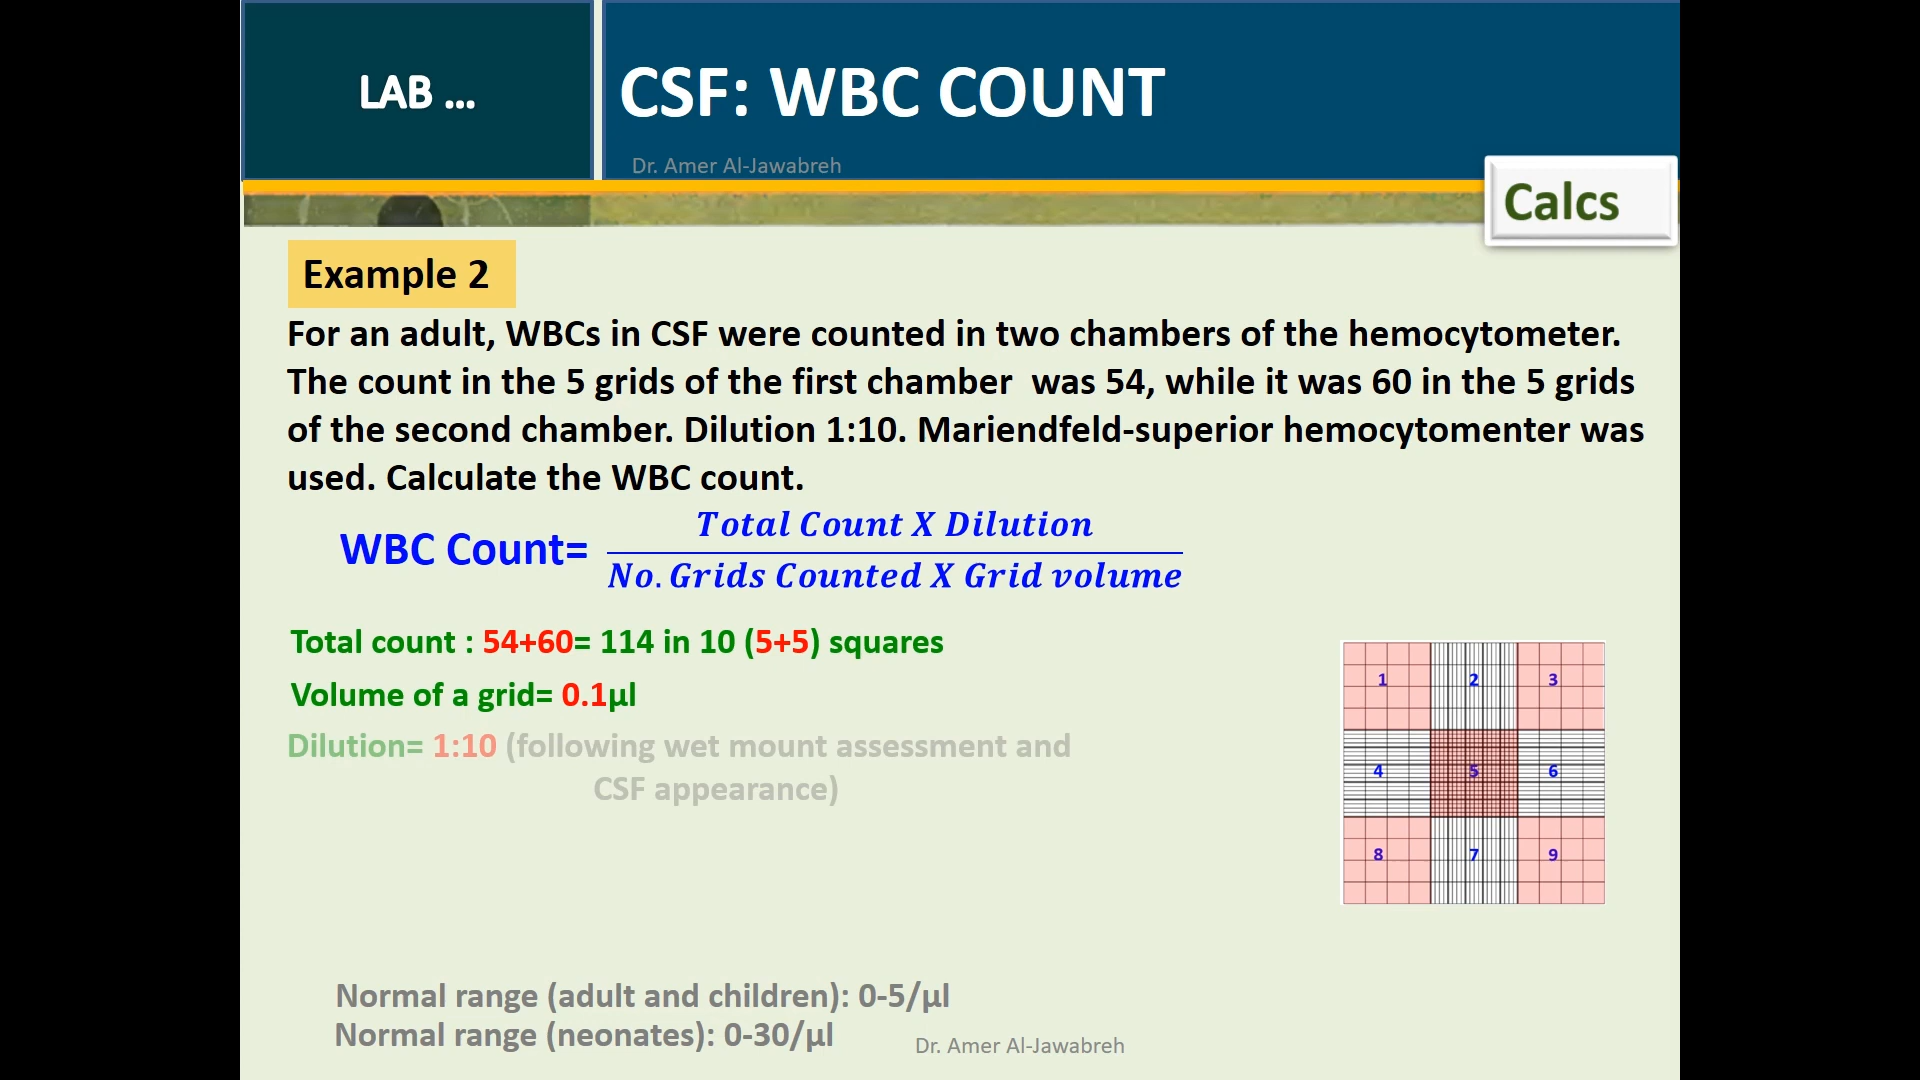 LAB ...
CSF: WBC COUNT
Dr. Amer Al-Jawabreh
Calcs
Example 2
For an adult, WBCs in CSF were counted in two chambers of the hemocytometer.
The count in the 5 grids of the first chamber  was 54, while it was 60 in the 5 grids
of the second chamber. Dilution 1:10. Mariendfeld-superior hemocytomenter was
used. Calculate the WBC count.
Total Count X Dilution
WBC Count=
No. Grids Counted X Grid volume
Total count : 54+60= 114 in 10 (5+5) squares
Volume of a grid= 0.1µl
Dilution= 1:10 (following wet mount assessment and
CSF appearance)
1 2 3
4 5 6
8 7 9
Normal range (adult and children): 0-5/µl
Normal range (neonates): 0-30/µl
Dr. Amer Al-Jawabreh